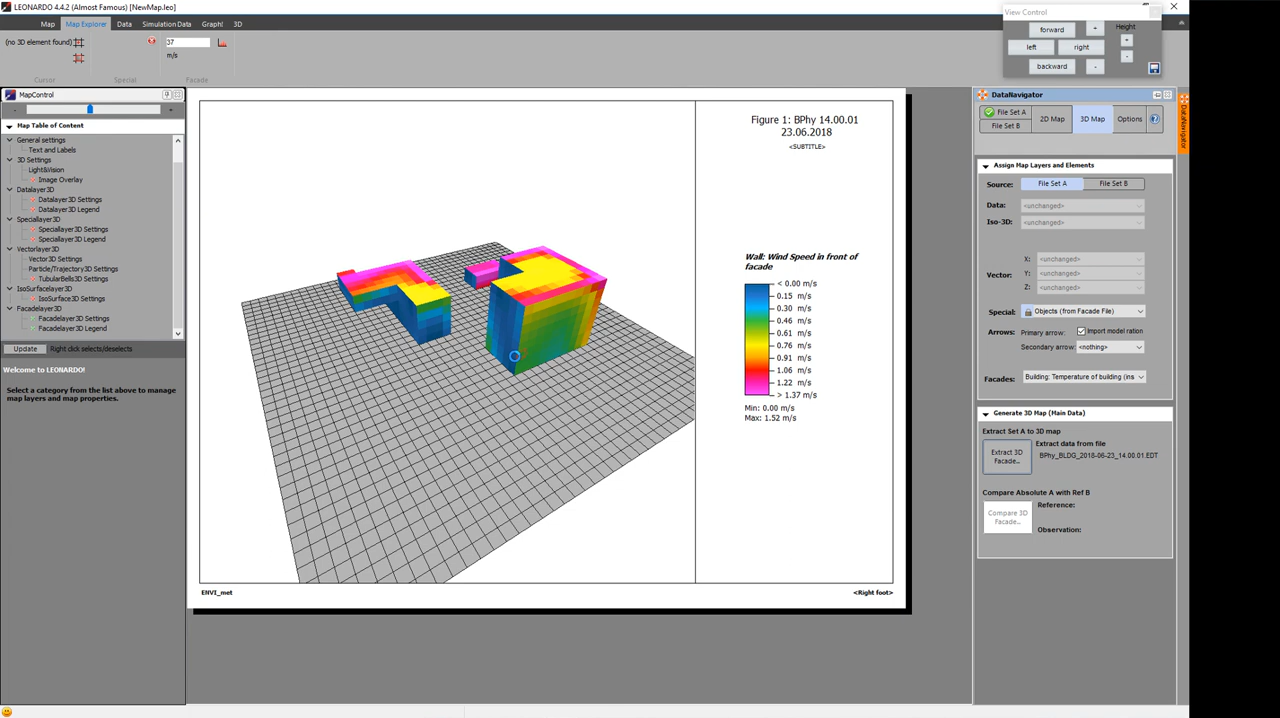 LEONARDO 4.4.2 (Almost Famous) [NewMap.leo]
Map Map Explorer Data Simulation Data Graph! 3D
(no 3D element found)
37
m/s
Cursor Special Facade
View Control
forward + Height
left right +
backward - -
MapControl
- +
Map Table of Content
General settings
Text and Labels
3D Settings
Light&Vision
Image Overlay
Datalayer3D
Datalayer3D Settings
Datalayer3D Legend
Speciallayer3D
Speciallayer3D Settings
Speciallayer3D Legend
Vectorlayer3D
Vector3D Settings
Particle/Trajectory3D Settings
TubularBells3D Settings
IsoSurfacelayer3D
IsoSurface3D Settings
Facadelayer3D
Facadelayer3D Settings
Facadelayer3D Legend
Update Right click selects/deselects
Welcome to LEONARDO!
Select a category from the list above to manage
map layers and map properties.
Figure 1: BPhy 14.00.01
23.06.2018
<SUBTITLE>
Wall: Wind Speed in front of
facade
< 0.00 m/s
0.15 m/s
0.30 m/s
0.46 m/s
0.61 m/s
0.76 m/s
0.91 m/s
1.06 m/s
1.22 m/s
> 1.37 m/s
Min: 0.00 m/s
Max: 1.52 m/s
ENVI_met
<Right foot>
DataNavigator
File Set A
File Set B
2D Map
3D Map
Options
DataNavigator
Assign Map Layers and Elements
Source: File Set A File Set B
Data: <unchanged>
Iso-3D: <unchanged>
X: <unchanged>
Vector: Y: <unchanged>
Z: <unchanged>
Special: Objects (from Facade File)
Arrows: Primary arrow: Import model ration
Secondary arrow: <nothing>
Facades: Building: Temperature of building (ins
Generate 3D Map (Main Data)
Extract Set A to 3D map
Extract 3D
Facade...
Extract data from file
BPhy_BLDG_2018-06-23_14.00.01.EDT
Compare Absolute A with Ref B
Compare 3D
Facade...
Reference:
Observation: